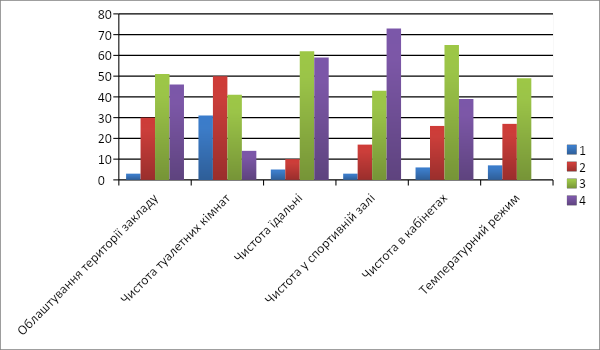 80
70
60
50
40
30
20
10
0
Облаштування території закладу
Чистота туалетних кімнат
Чистота їдальні
Чистота у спортивній залі
Чистота в кабінетах
Температурний режим
1
2
3
4